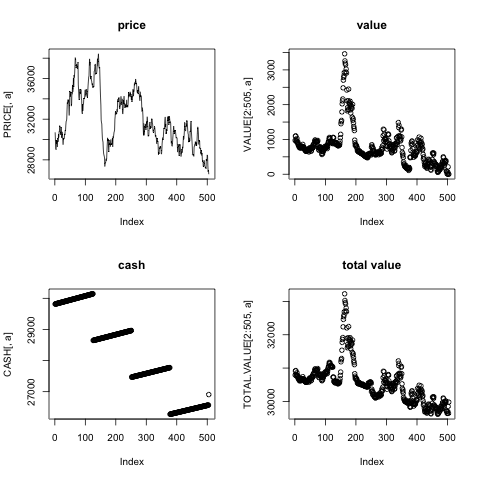 price
PRICE[, a]
28000 32000 36000
0 100 200 300 400 500
Index
value
VALUE[2:505, a]
0 1000 2000 3000
0 100 200 300 400 500
Index
cash
CASH[, a]
27000 29000
0 100 200 300 400 500
Index
total value
TOTAL.VALUE[2:505, a]
30000 32000
0 100 200 300 400 500
Index